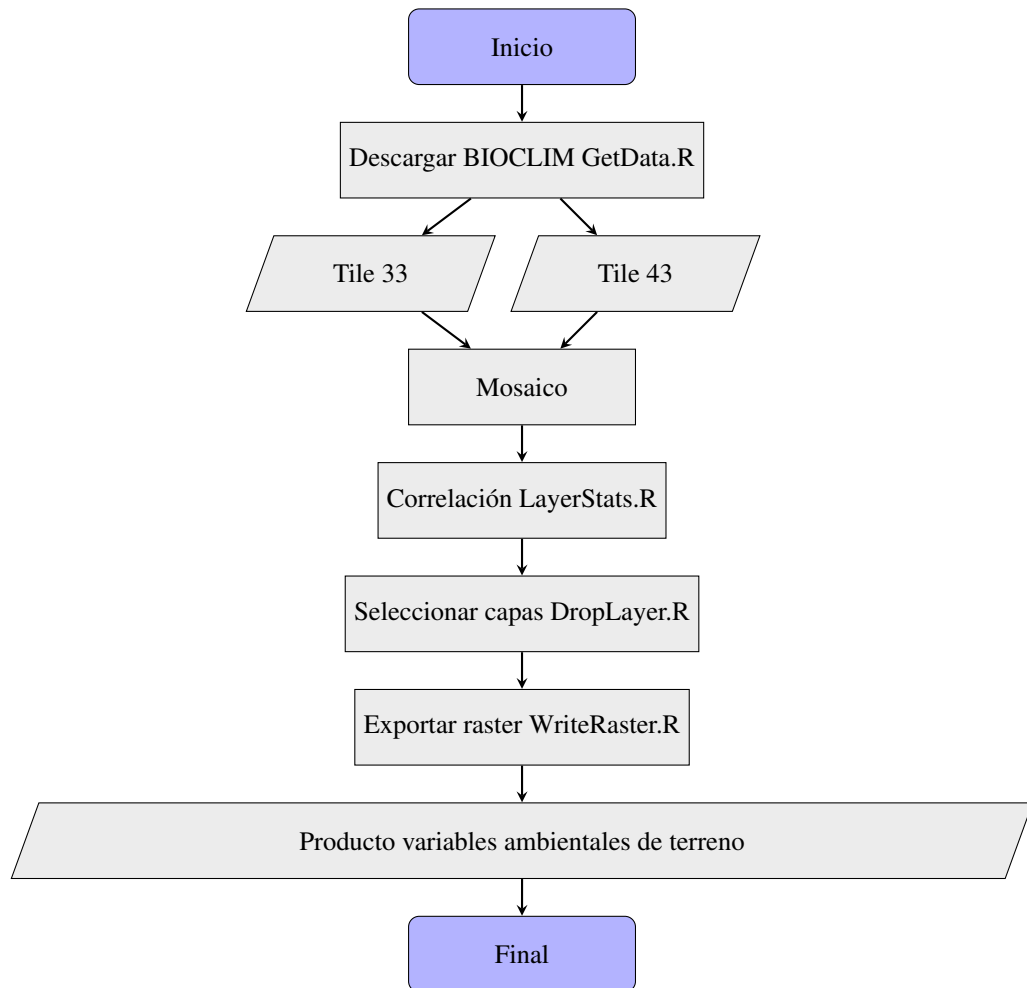 Inicio
Descargar BIOCLIM GetData.R
Tile 33
Tile 43
Mosaico
Correlación LayerStats.R
Seleccionar capas DropLayer.R
Exportar raster WriteRaster.R
Producto variables ambientales de terreno
Final